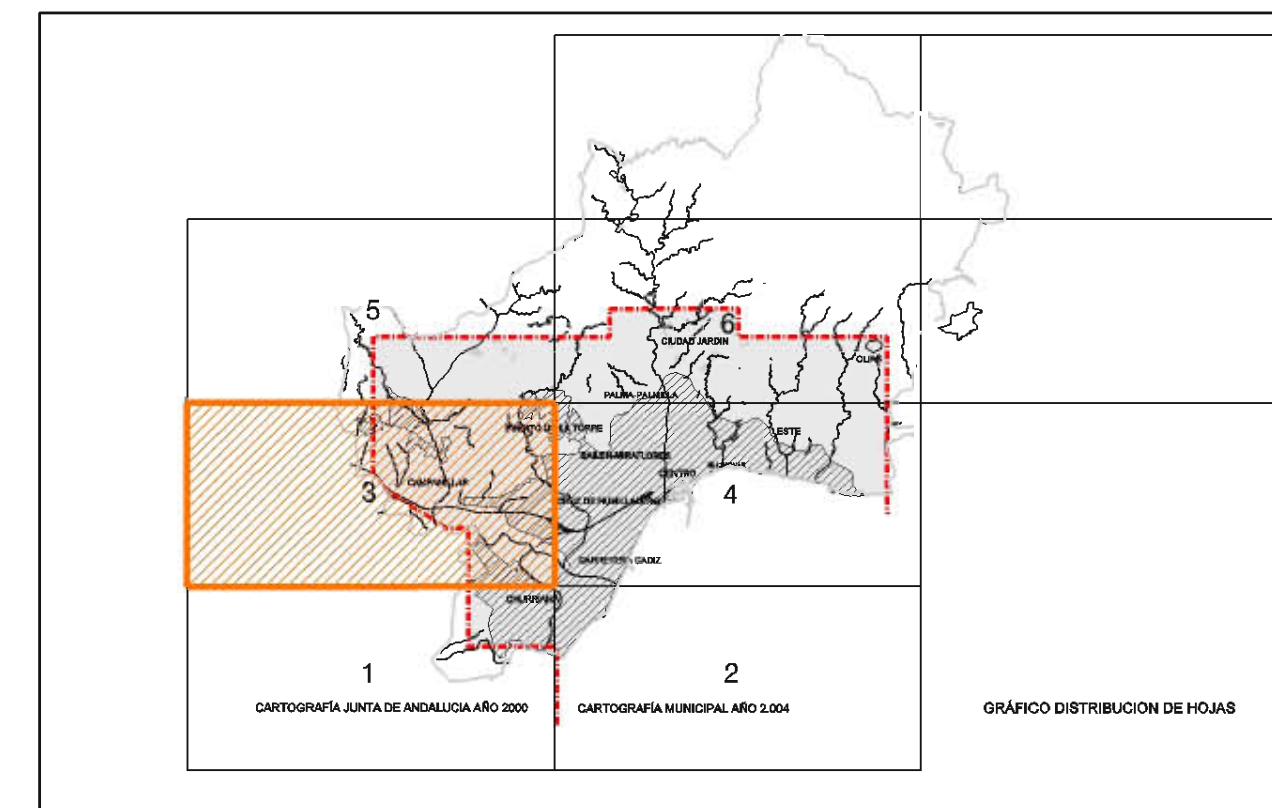 5
6
CIUDAD JARDIN
PALMA-PALMILLA
ESTE
CAMPANILLAS
CENTRO
3
4
CHURRIANA
1
2
CARTOGRAFÍA JUNTA DE ANDALUCIA AÑO 2000
CARTOGRAFÍA MUNICIPAL AÑO 2.004
GRÁFICO DISTRIBUCION DE HOJAS